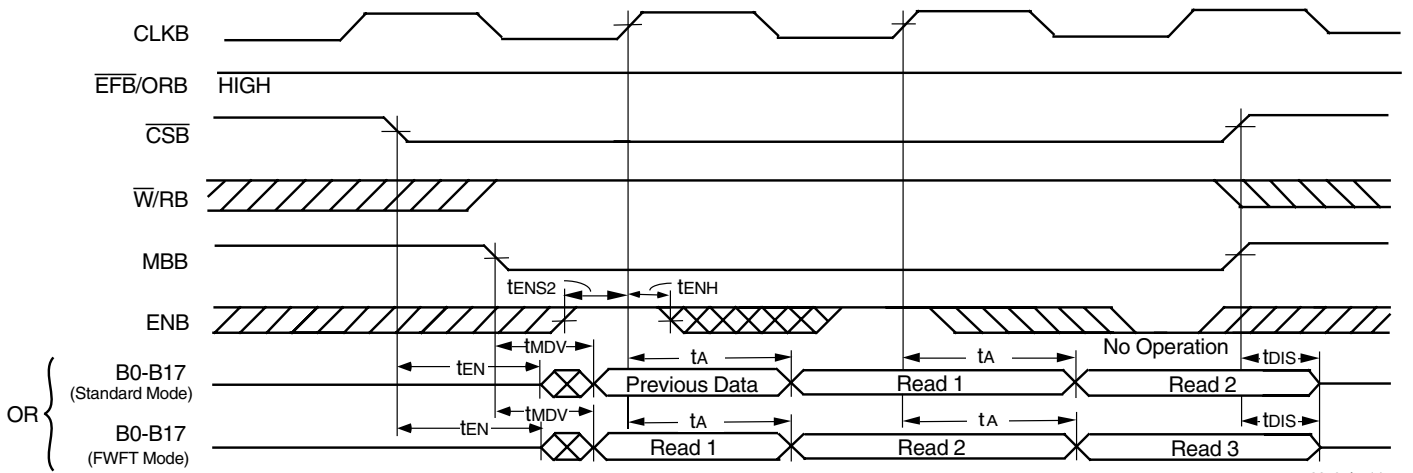 CLKB
EFB/ORB HIGH
CSB
W/RB
MBB
tENS2 tENH
ENB
No Operation
tMDV tA tA
tEN tDIS
B0-B17 Previous Data Read 1 Read 2
(Standard Mode)
OR
tMDV tA tA
tEN tDIS
B0-B17 Read 1 Read 2 Read 3
(FWFT Mode)